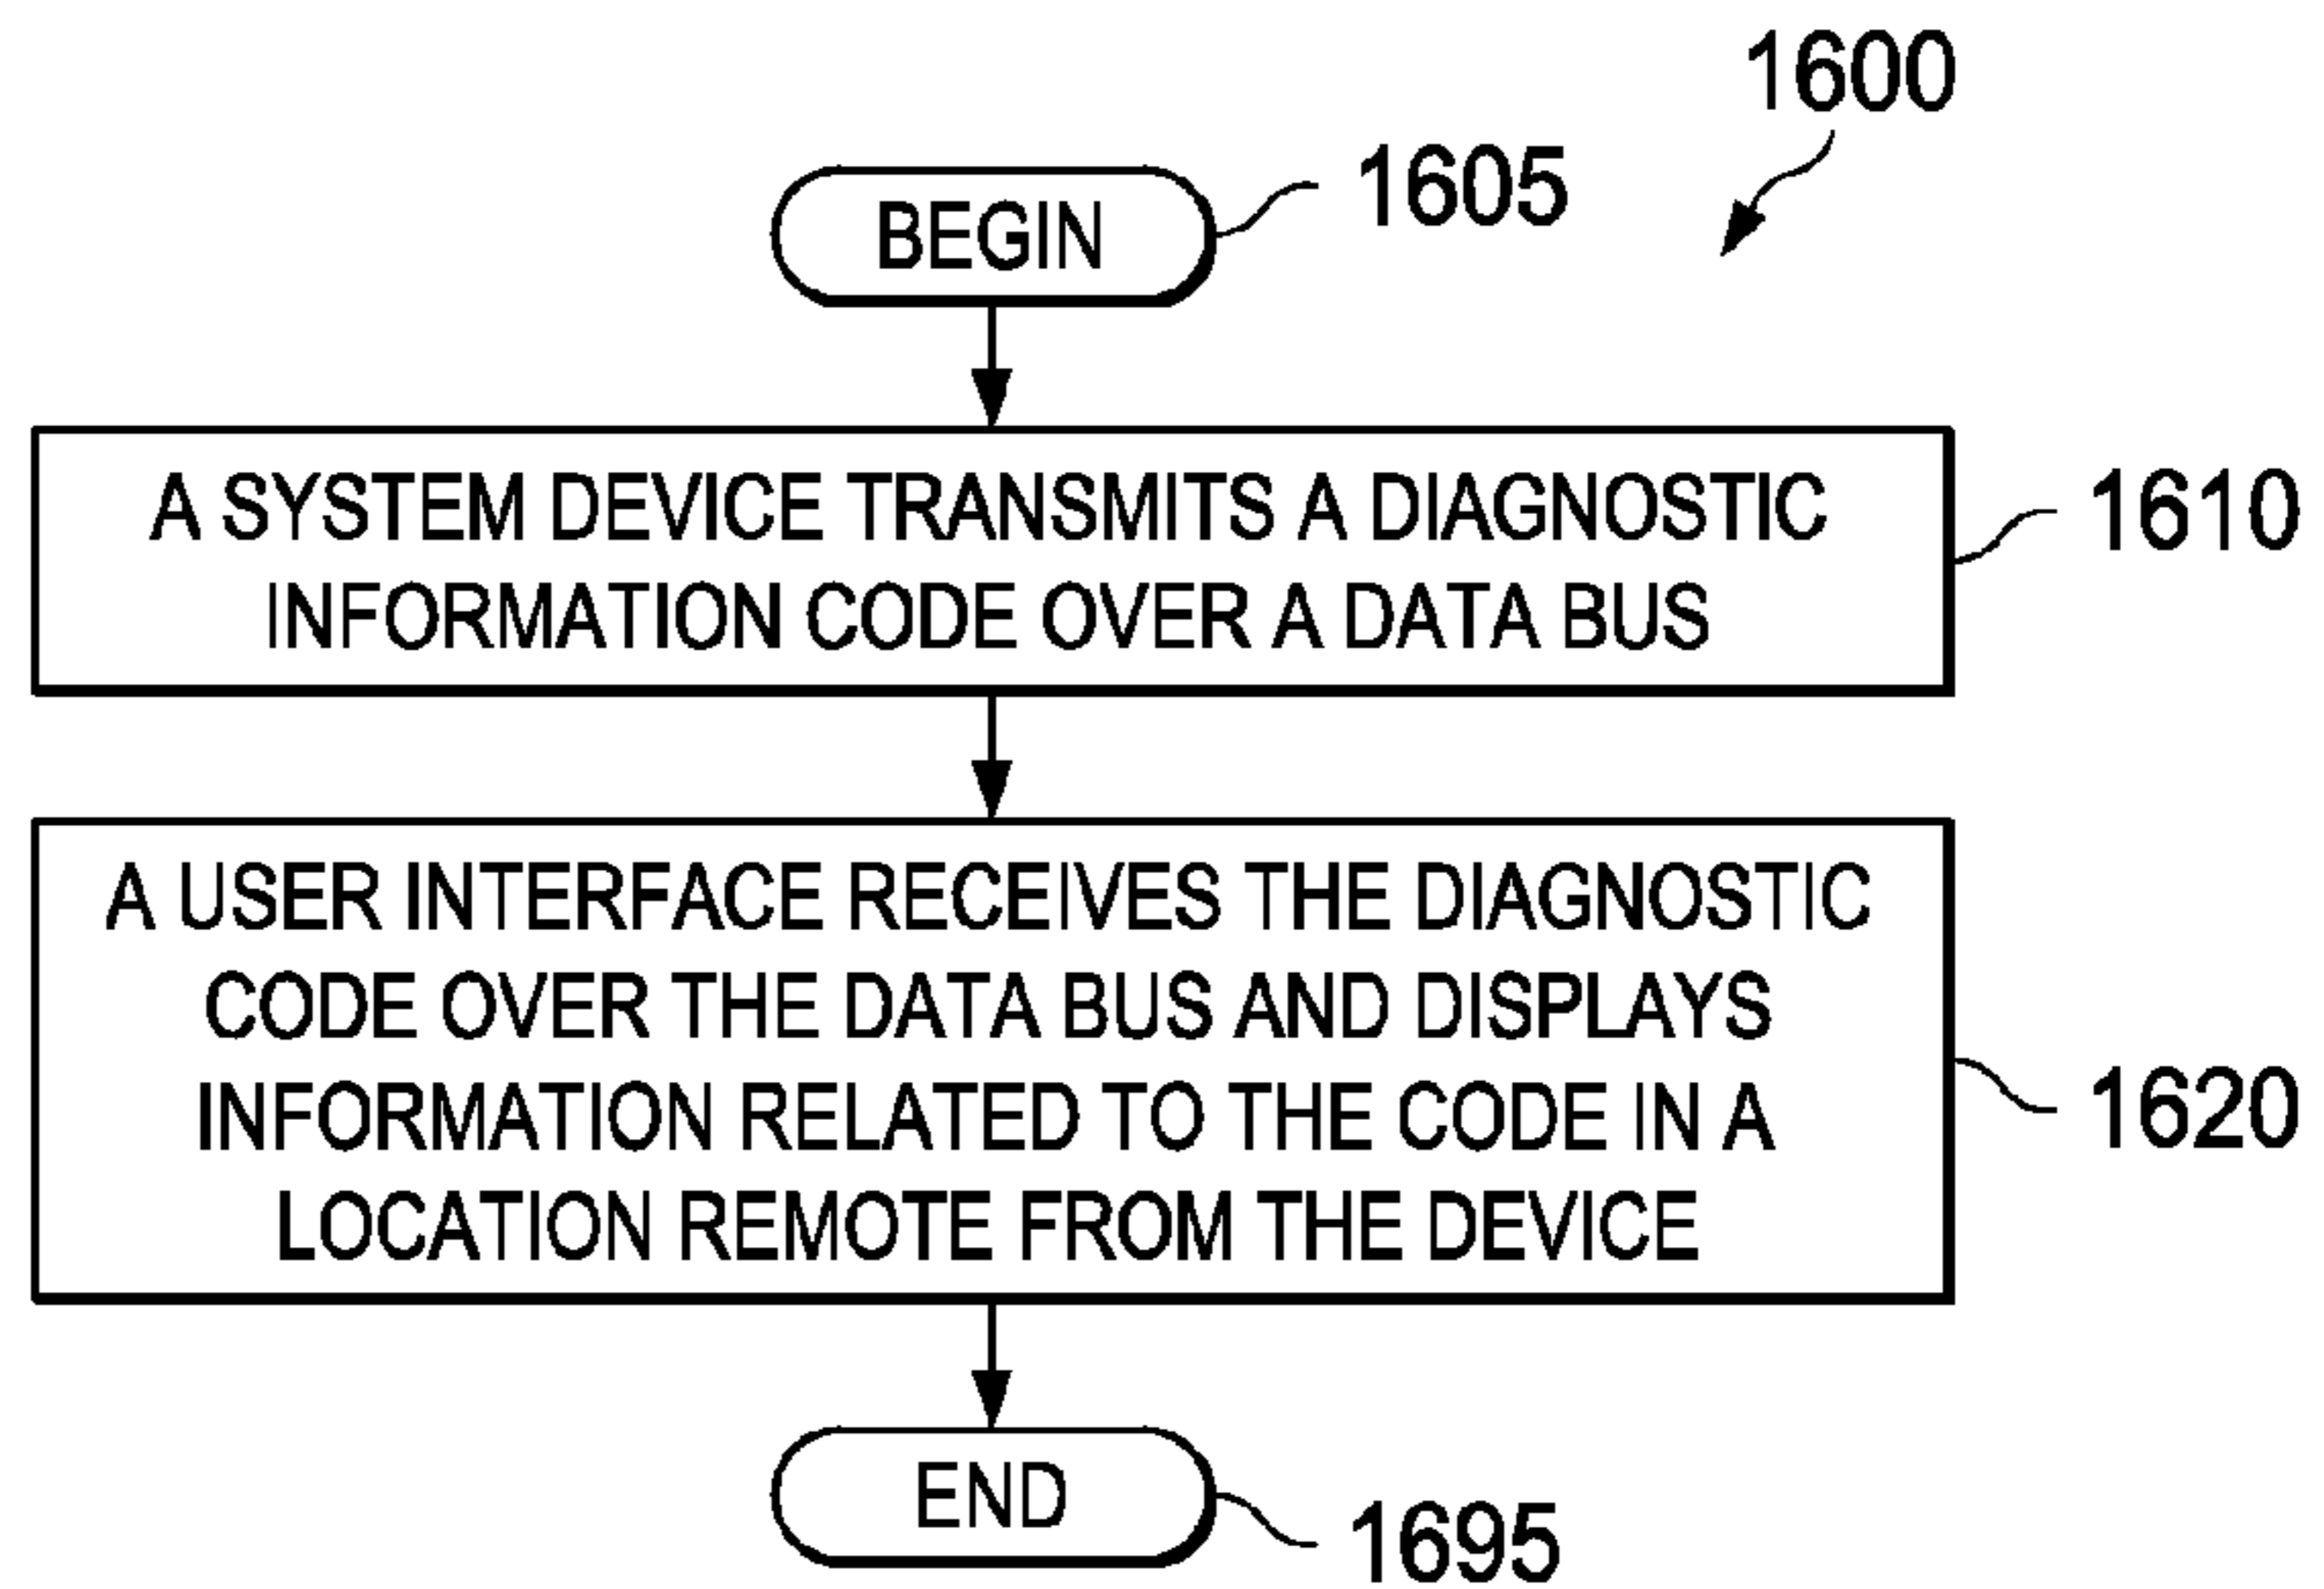 1600
BEGIN
1605
A SYSTEM DEVICE TRANSMITS A DIAGNOSTIC
INFORMATION CODE OVER A DATA BUS
1610
A USER INTERFACE RECEIVES THE DIAGNOSTIC
CODE OVER THE DATA BUS AND DISPLAYS
INFORMATION RELATED TO THE CODE IN A
LOCATION REMOTE FROM THE DEVICE
1620
END
1695